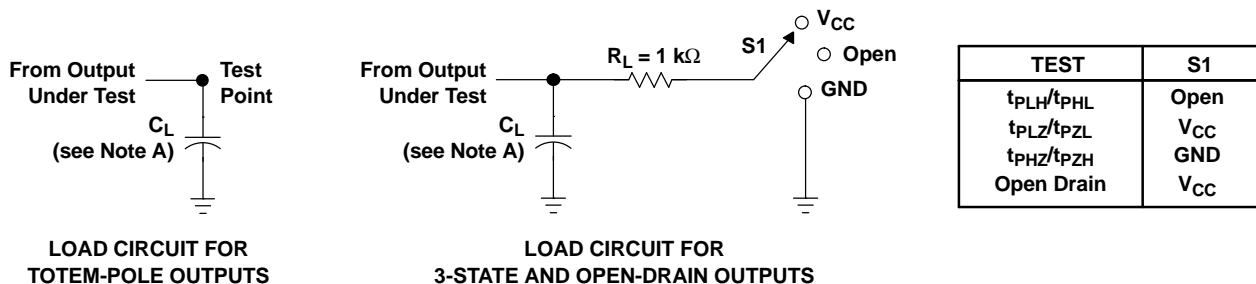 From Output
Under Test
Test
Point
CL
(see Note A)
LOAD CIRCUIT FOR
TOTEM-POLE OUTPUTS
From Output
Under Test
CL
(see Note A)
RL = 1 kΩ
S1
VCC
Open
GND
LOAD CIRCUIT FOR
3-STATE AND OPEN-DRAIN OUTPUTS
TEST S1
tPLH/tPHL Open
tPLZ/tPZL VCC
tPHZ/tPZH GND
Open Drain VCC